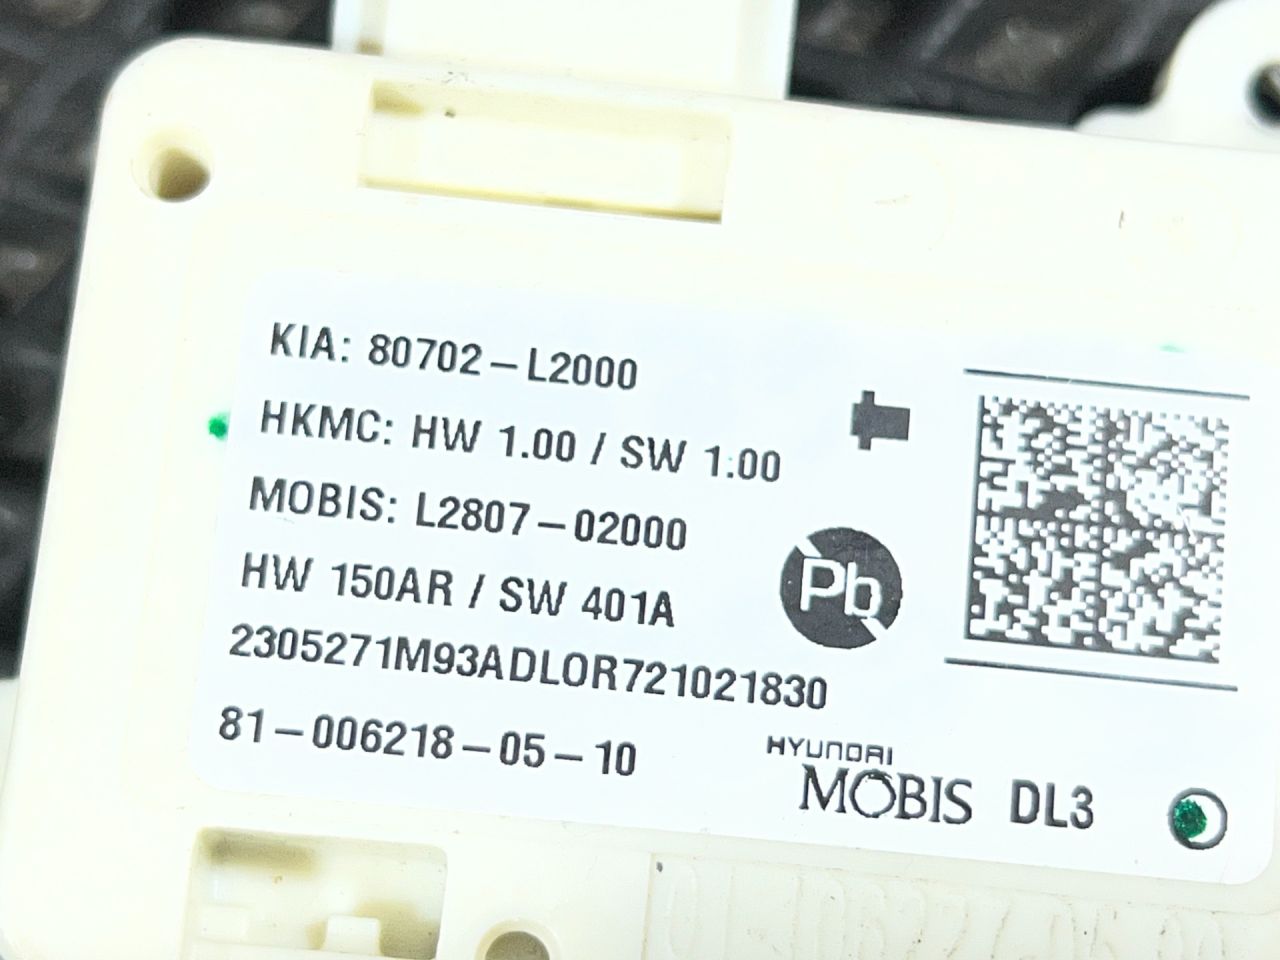 KIA: 80702-L2000
HKMC: HW 1.00 / SW 1.00
MOBIS: L2807-02000
HW 150AR / SW 401A
Pb
2305271M93ADLOR721021830
81-006218-05-10
HYUNDAI
MOBIS DL3